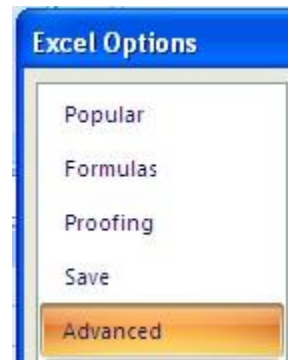 Excel Options
Popular
Formulas
Proofing
Save
Advanced